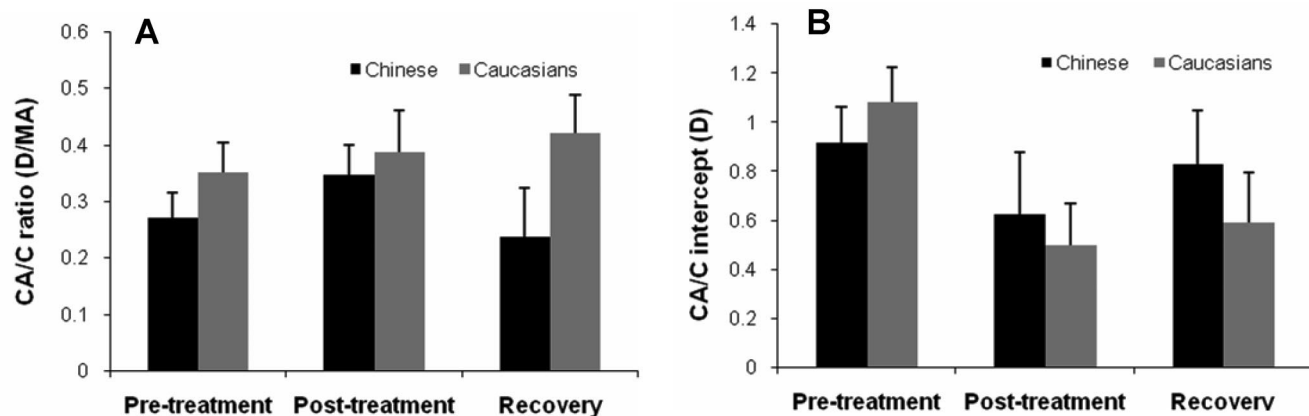 A
CA/C ratio (D/MA)
0.6
0.5
0.4
0.3
0.2
0.1
0
Chinese Caucasians
Pre-treatment Post-treatment Recovery
B
CA/C intercept (D)
1.4
1.2
1
0.8
0.6
0.4
0.2
0
Chinese Caucasians
Pre-treatment Post-treatment Recovery